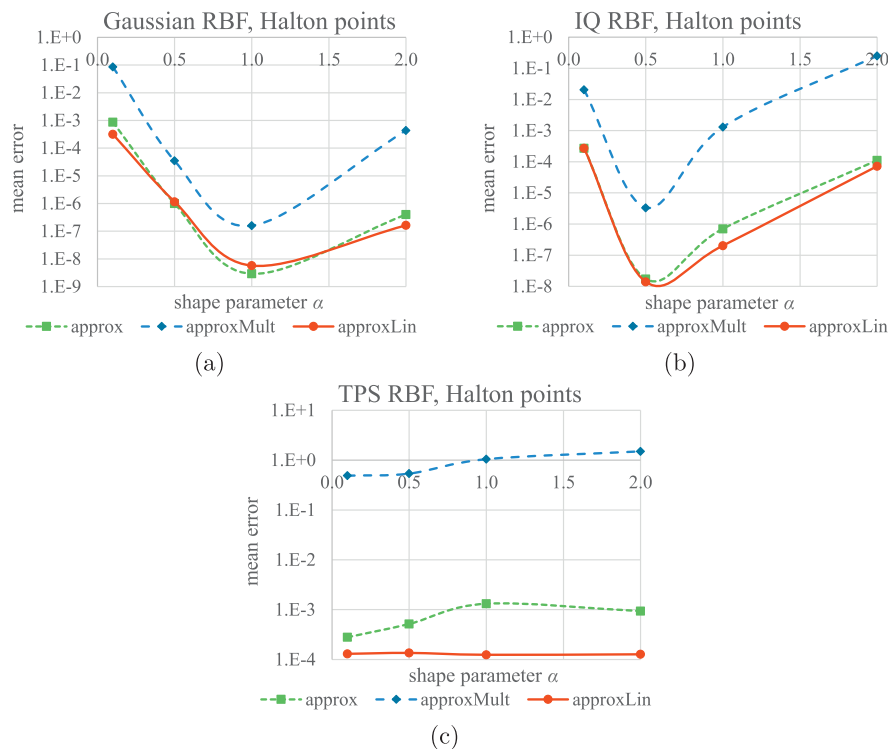 Gaussian RBF, Halton points
1.E+0
1.E-1
1.E-2
1.E-3
1.E-4
1.E-5
1.E-6
1.E-7
1.E-8
1.E-9
0.0 0.5 1.0 1.5 2.0
mean error
shape parameter α
approx approxMult approxLin
(a)
IQ RBF, Halton points
1.E+0
1.E-1
1.E-2
1.E-3
1.E-4
1.E-5
1.E-6
1.E-7
1.E-8
0.0 0.5 1.0 1.5 2.0
mean error
shape parameter α
approx approxMult approxLin
(b)
TPS RBF, Halton points
1.E+1
1.E+0
1.E-1
1.E-2
1.E-3
1.E-4
0.0 0.5 1.0 1.5 2.0
mean error
shape parameter α
approx approxMult approxLin
(c)